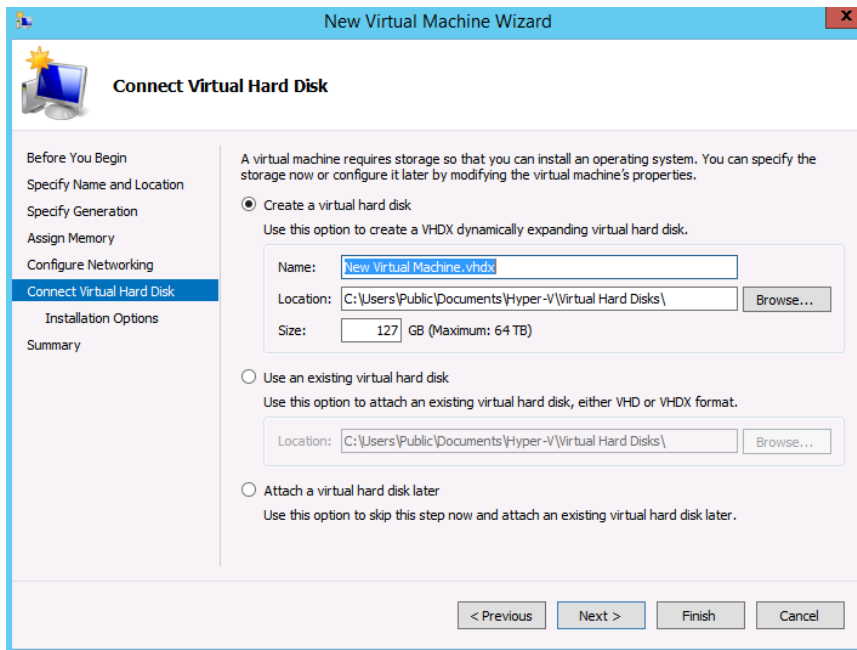 New Virtual Machine Wizard
x
Connect Virtual Hard Disk
Before You Begin
Specify Name and Location
Specify Generation
Assign Memory
Configure Networking
Connect Virtual Hard Disk
Installation Options
Summary
A virtual machine requires storage so that you can install an operating system. You can specify the
storage now or configure it later by modifying the virtual machine's properties.
Create a virtual hard disk
Use this option to create a VHDX dynamically expanding virtual hard disk.
Name: New Virtual Machine.vhdx
Location: C:\Users\Public\Documents\Hyper-V\Virtual Hard Disks\ Browse...
Size: 127 GB (Maximum: 64 TB)
Use an existing virtual hard disk
Use this option to attach an existing virtual hard disk, either VHD or VHDX format.
Location: C:\Users\Public\Documents\Hyper-V\Virtual Hard Disks\ Browse...
Attach a virtual hard disk later
Use this option to skip this step now and attach an existing virtual hard disk later.
< Previous Next > Finish Cancel